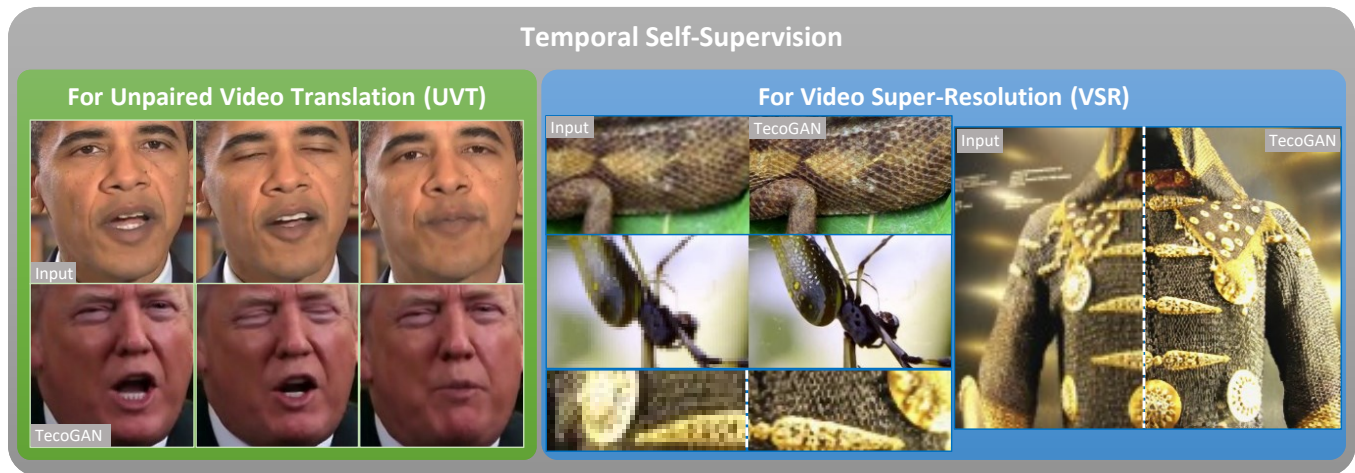 Temporal Self-Supervision
For Unpaired Video Translation (UVT)
Input
TecoGAN
For Video Super-Resolution (VSR)
Input
TecoGAN
Input
TecoGAN